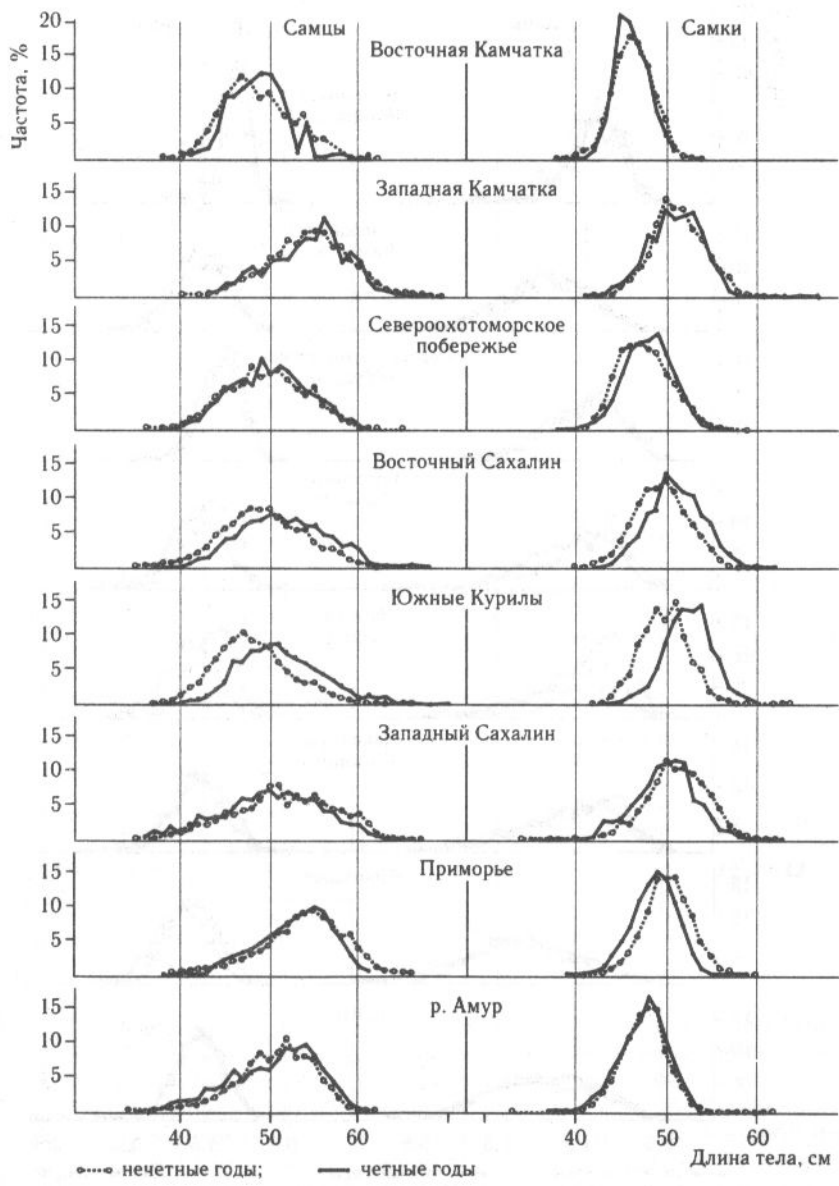 Частота, %
20
15
10
5
Самцы
Восточная Камчатка
Самки
15
10
5
Западная Камчатка
15
10
5
Североохотоморское
побережье
15
10
5
Восточный Сахалин
15
10
5
Южные Курилы
15
10
5
Западный Сахалин
15
10
5
Приморье
15
10
5
р. Амур
40 50 60 40 50 60
Длина тела, см
нечетные годы; четные годы